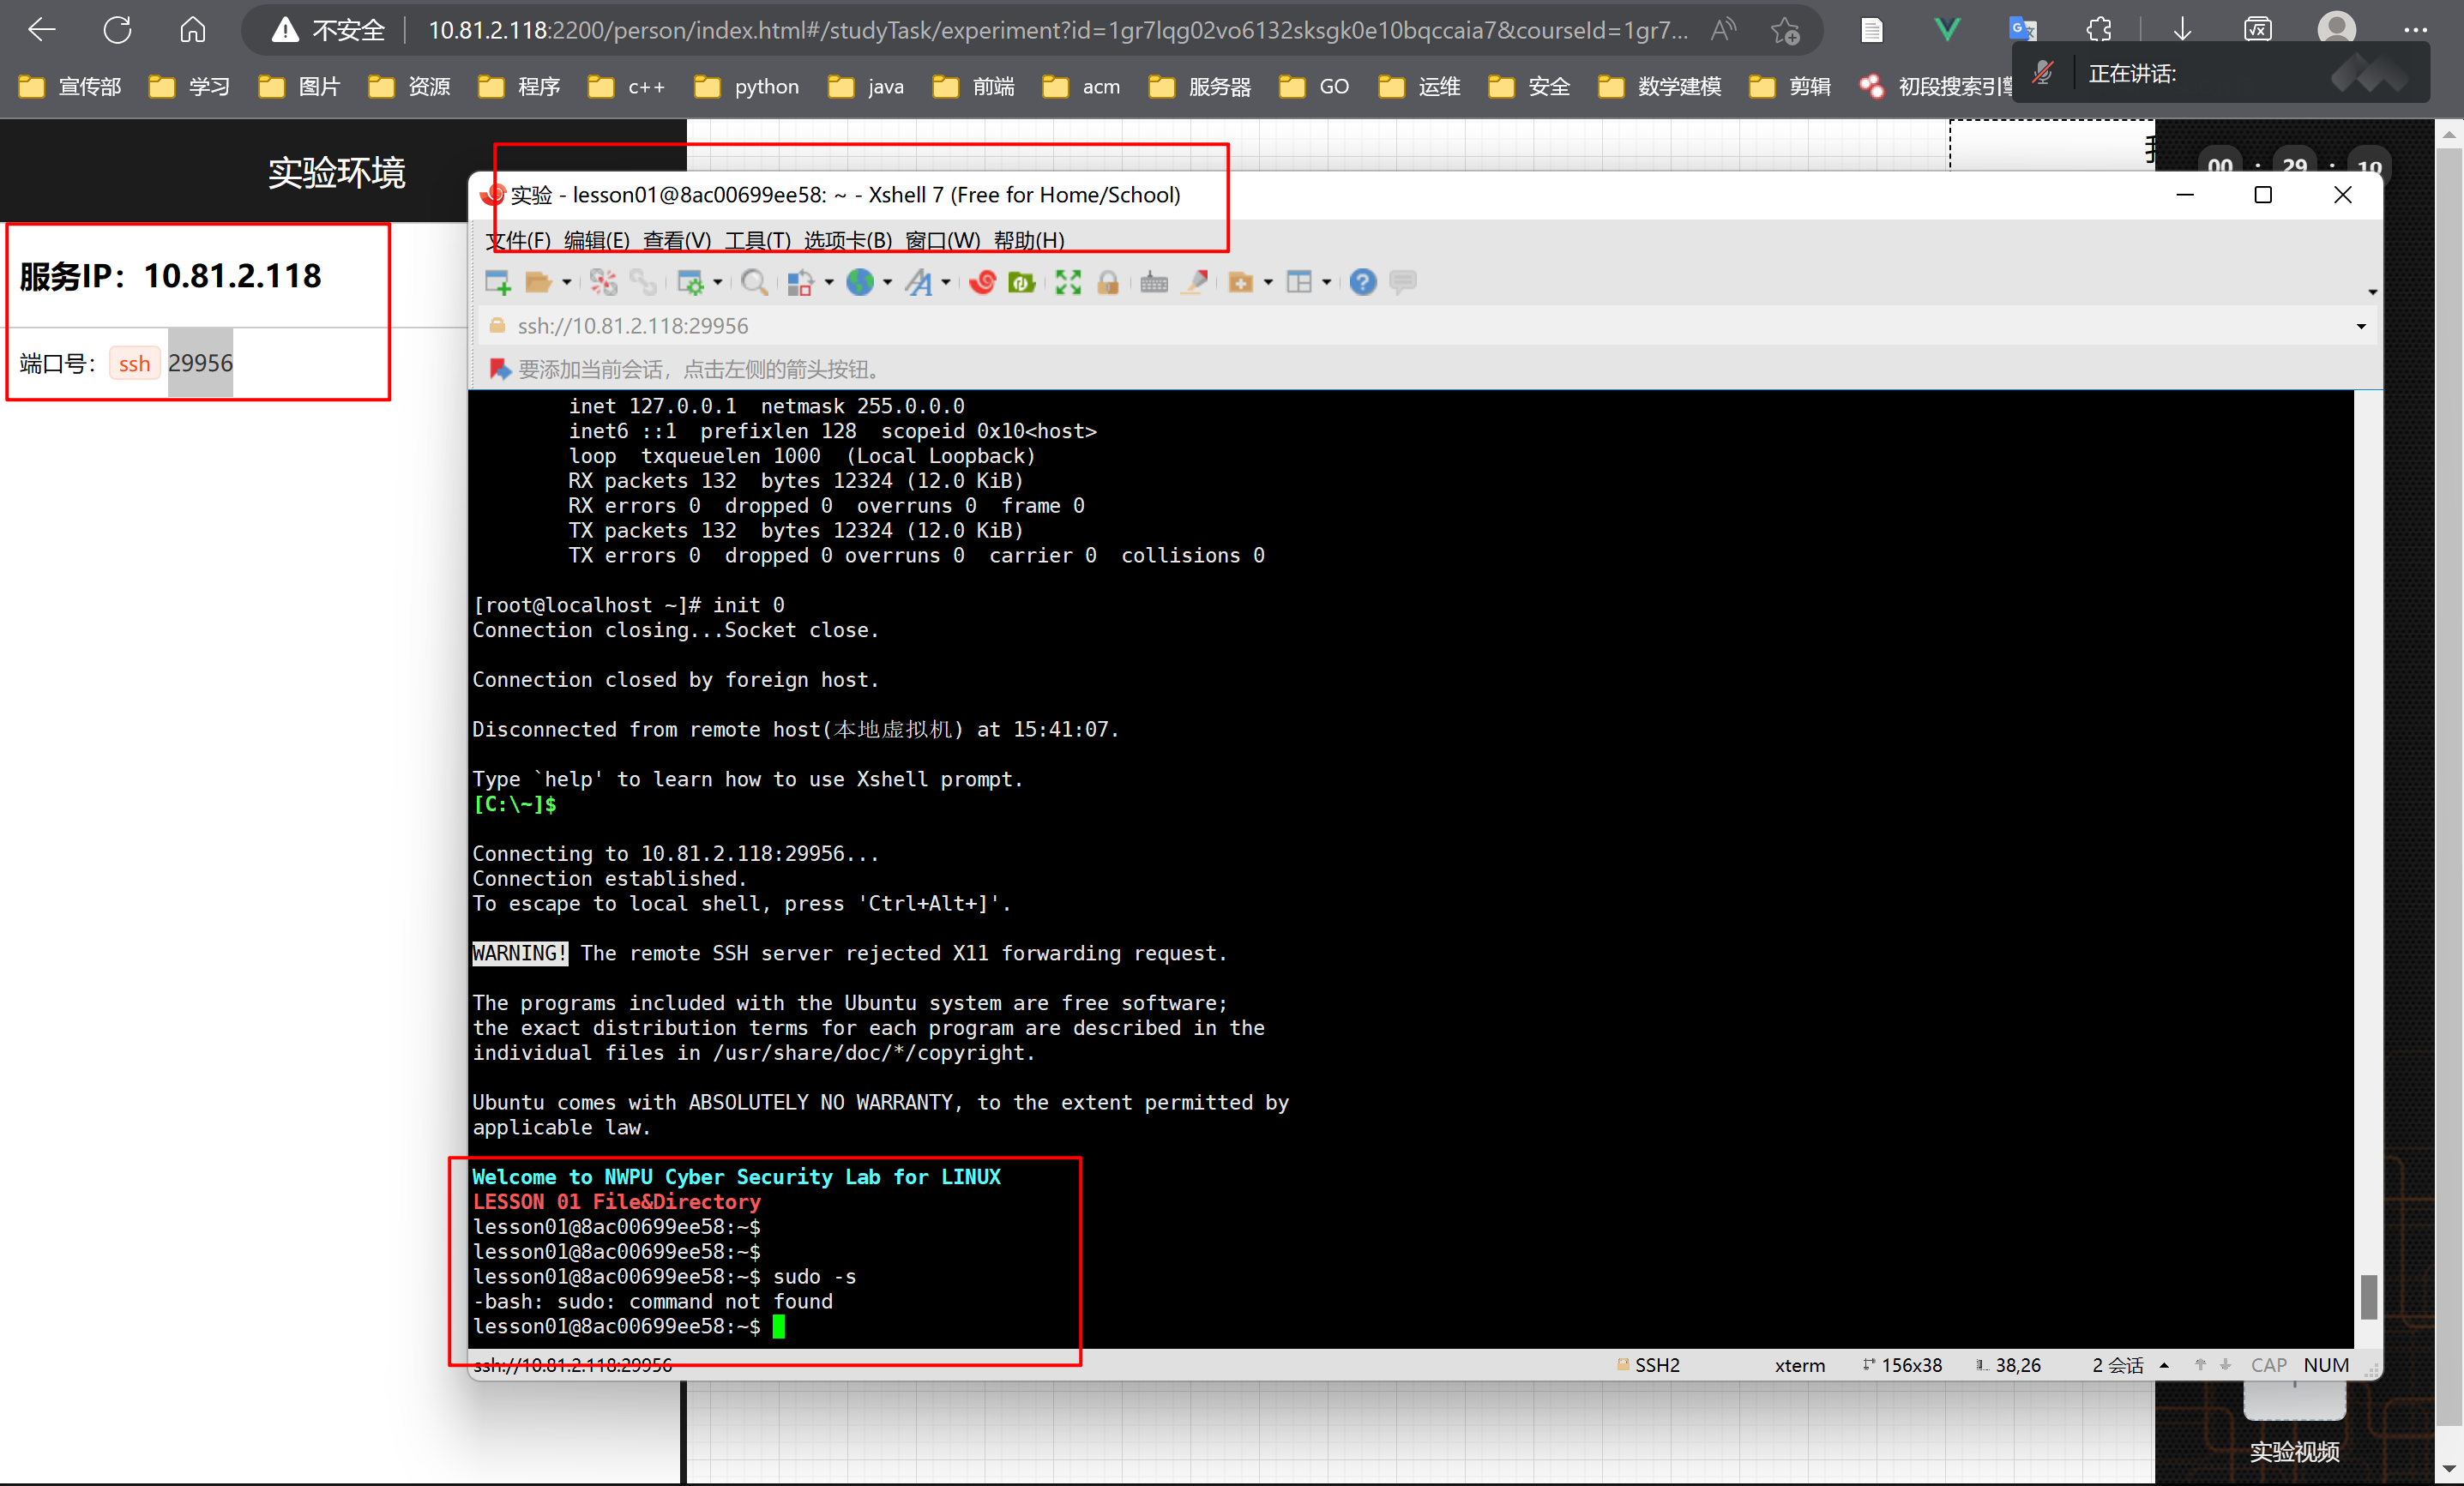 不安全 10.81.2.118:2200/person/index.html#/studyTask/experiment?id=1gr7lqg02vo6132sksgk0e10bqccaia7&courseId=1gr7...
宣传部 学习 图片 资源 程序 c++ python java 前端 acm 服务器 GO 运维 安全 数学建模 剪辑 初段搜索引擎
正在讲话:
实验环境
00 : 29 : 10
服务IP：10.81.2.118
端口号： ssh 29956
实验 - lesson01@8ac00699ee58: ~ - Xshell 7 (Free for Home/School)
文件(F) 编辑(E) 查看(V) 工具(T) 选项卡(B) 窗口(W) 帮助(H)
ssh://10.81.2.118:29956
要添加当前会话，点击左侧的箭头按钮。
inet 127.0.0.1  netmask 255.0.0.0
inet6 ::1  prefixlen 128  scopeid 0x10<host>
loop  txqueuelen 1000  (Local Loopback)
RX packets 132  bytes 12324 (12.0 KiB)
RX errors 0  dropped 0  overruns 0  frame 0
TX packets 132  bytes 12324 (12.0 KiB)
TX errors 0  dropped 0 overruns 0  carrier 0  collisions 0
[root@localhost ~]# init 0
Connection closing...Socket close.
Connection closed by foreign host.
Disconnected from remote host(本地虚拟机) at 15:41:07.
Type `help' to learn how to use Xshell prompt.
[C:\~]$
Connecting to 10.81.2.118:29956...
Connection established.
To escape to local shell, press 'Ctrl+Alt+]'.
WARNING! The remote SSH server rejected X11 forwarding request.
The programs included with the Ubuntu system are free software;
the exact distribution terms for each program are described in the
individual files in /usr/share/doc/*/copyright.
Ubuntu comes with ABSOLUTELY NO WARRANTY, to the extent permitted by
applicable law.
Welcome to NWPU Cyber Security Lab for LINUX
LESSON 01 File&Directory
lesson01@8ac00699ee58:~$
lesson01@8ac00699ee58:~$
lesson01@8ac00699ee58:~$ sudo -s
-bash: sudo: command not found
lesson01@8ac00699ee58:~$
ssh://10.81.2.118:29956 SSH2 xterm 156x38 38,26 2 会话 CAP NUM
实验视频